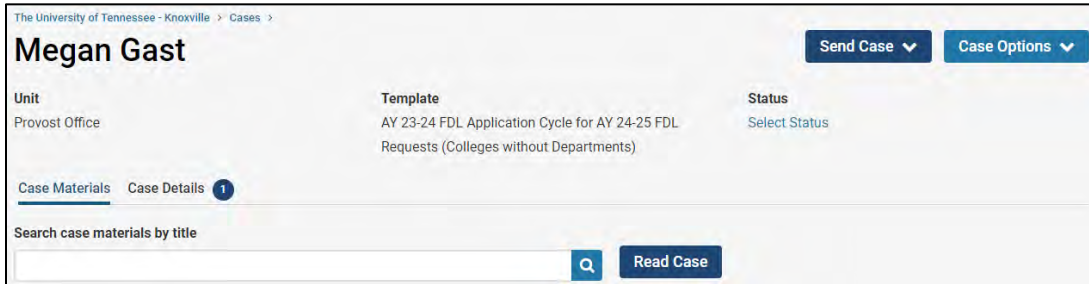 The University of Tennessee - Knoxville > Cases >
Megan Gast
Send Case
Case Options
Unit
Template
Status
Provost Office
AY 23-24 FDL Application Cycle for AY 24-25 FDL
Requests (Colleges without Departments)
Select Status
Case Materials
Case Details 1
Search case materials by title
Read Case